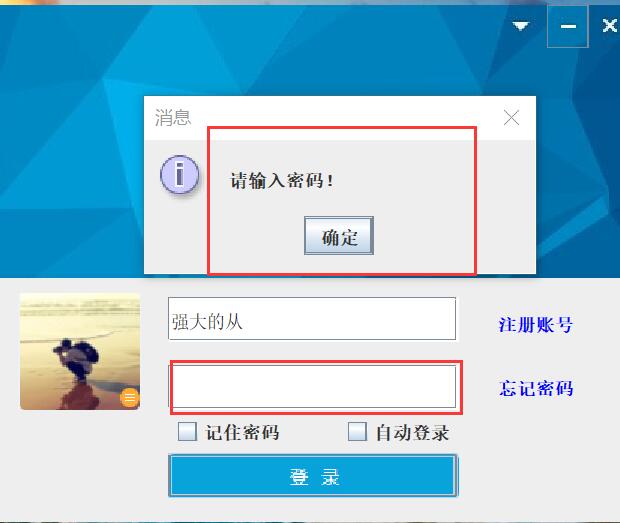 消息
请输入密码！
确定
强大的从
注册账号
忘记密码
记住密码
自动登录
登 录